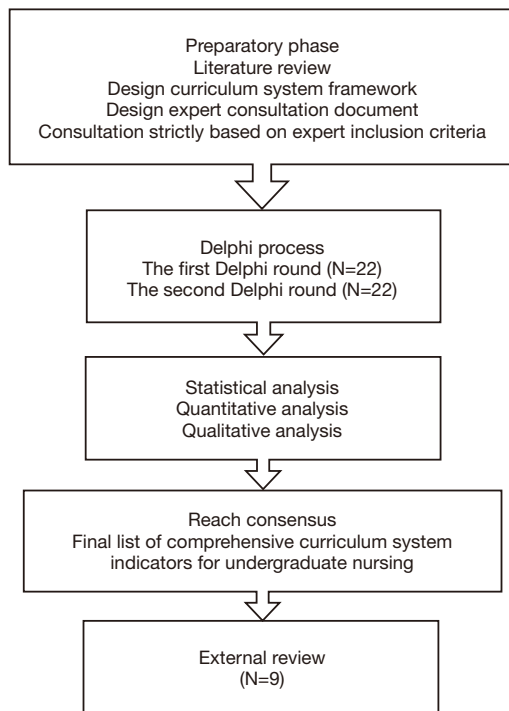 Preparatory phase
Literature review
Design curriculum system framework
Design expert consultation document
Consultation strictly based on expert inclusion criteria
Delphi process
The first Delphi round (N=22)
The second Delphi round (N=22)
Statistical analysis
Quantitative analysis
Qualitative analysis
Reach consensus
Final list of comprehensive curriculum system
indicators for undergraduate nursing
External review
(N=9)